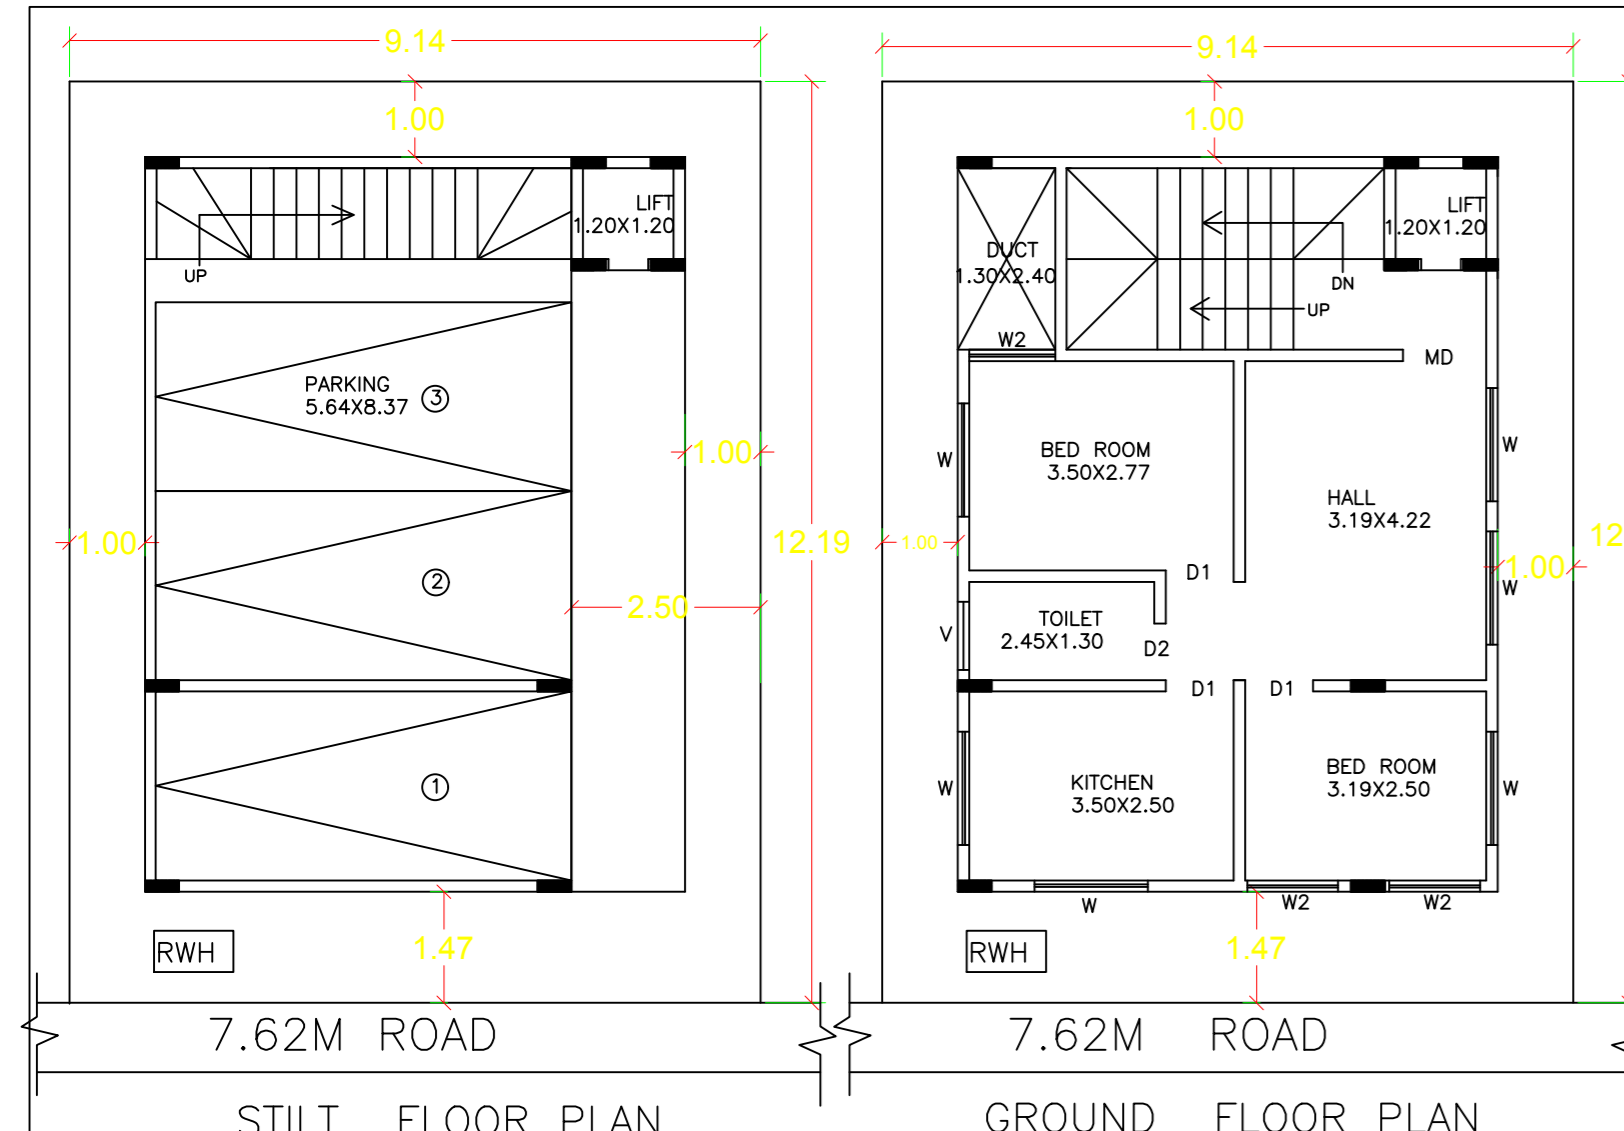 9.14
1.00
LIFT
1.20X1.20
UP
PARKING
5.64X8.37
3
1.00
1.00
12.19
2
2.50
1
RWH
1.47
7.62M ROAD
STILT FLOOR PLAN
9.14
1.00
LIFT
1.20X1.20
DUCT
1.30X2.40
DN
UP
W2
MD
BED ROOM
3.50X2.77
W
W
HALL
3.19X4.22
12
1.00
1.00
D1
W
TOILET
2.45X1.30
V
D2
D1
D1
KITCHEN
3.50X2.50
W
BED ROOM
3.19X2.50
W
W
W2
W2
RWH
1.47
7.62M ROAD
GROUND FLOOR PLAN